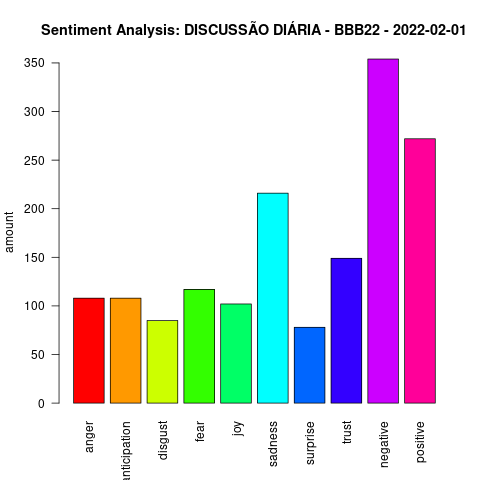 Sentiment Analysis: DISCUSSÃO DIÁRIA - BBB22 - 2022-02-01
amount
350
300
250
200
150
100
50
0
anger
nticipation
disgust
fear
joy
sadness
surprise
trust
negative
positive